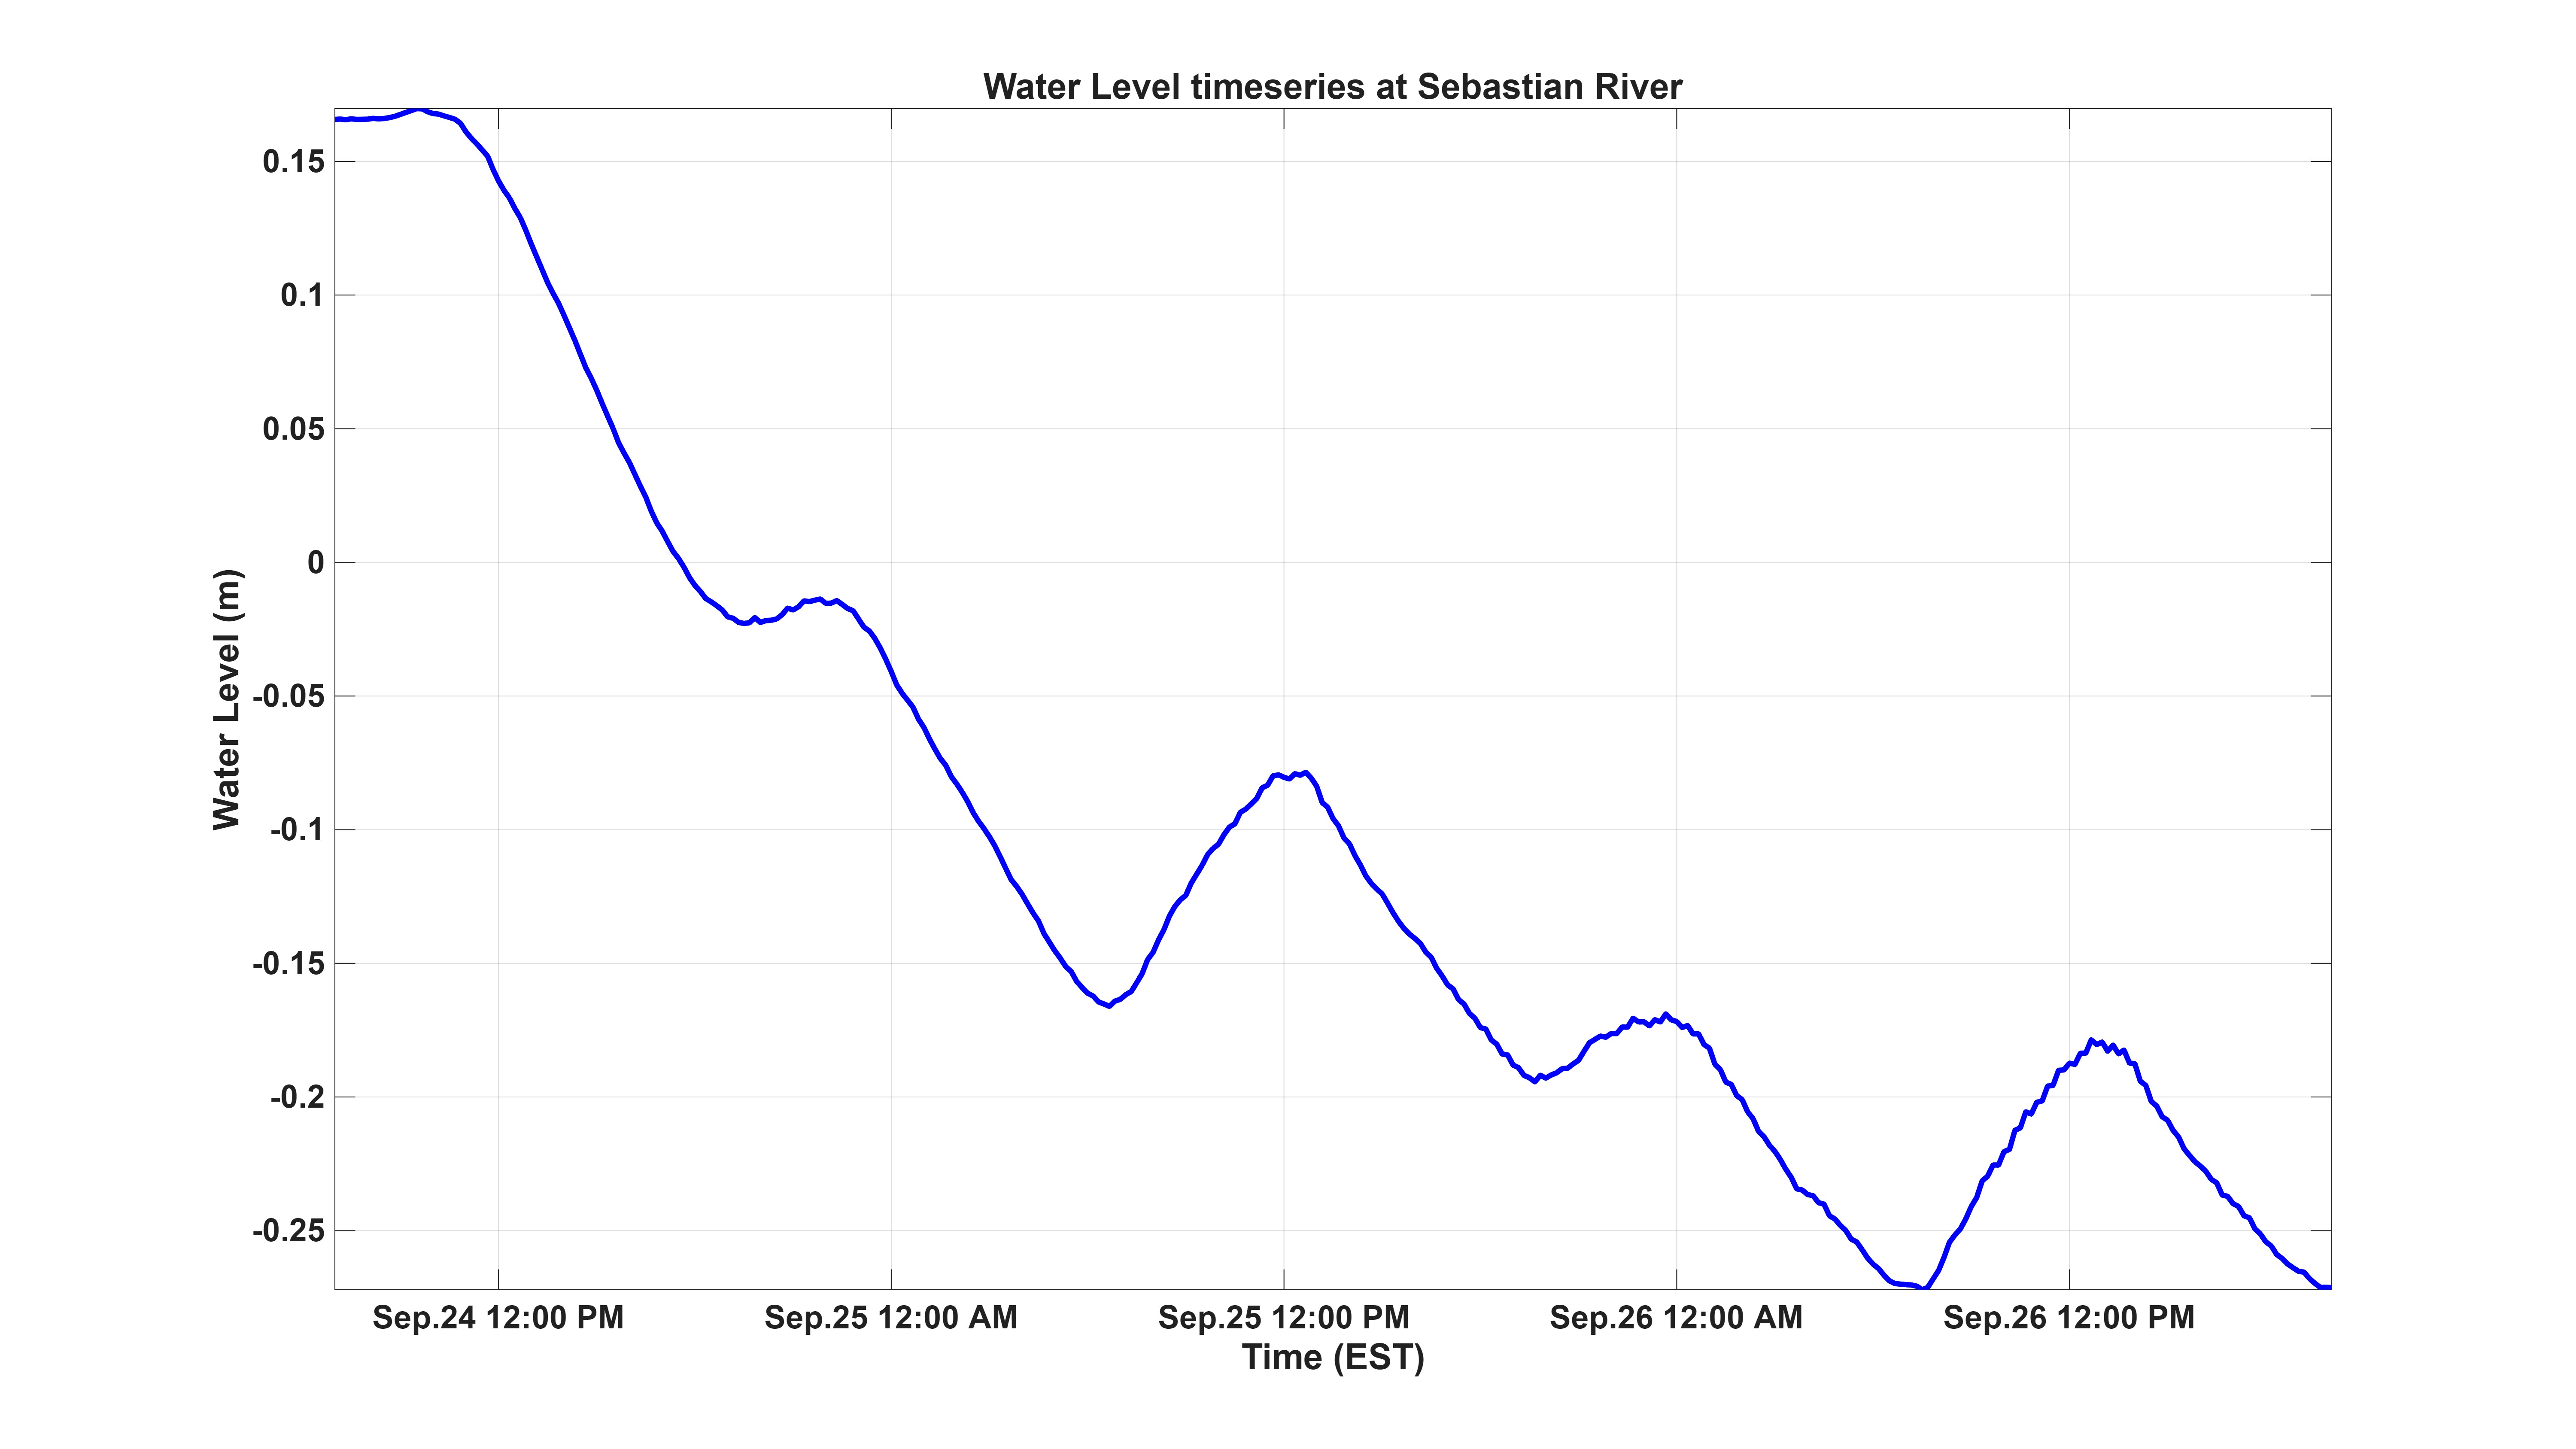 Water Level timeseries at Sebastian River
0.15
0.1
0.05
0
-0.05
-0.1
-0.15
-0.2
-0.25
Water Level (m)
Sep.24 12:00 PM
Sep.25 12:00 AM
Sep.25 12:00 PM
Sep.26 12:00 AM
Sep.26 12:00 PM
Time (EST)